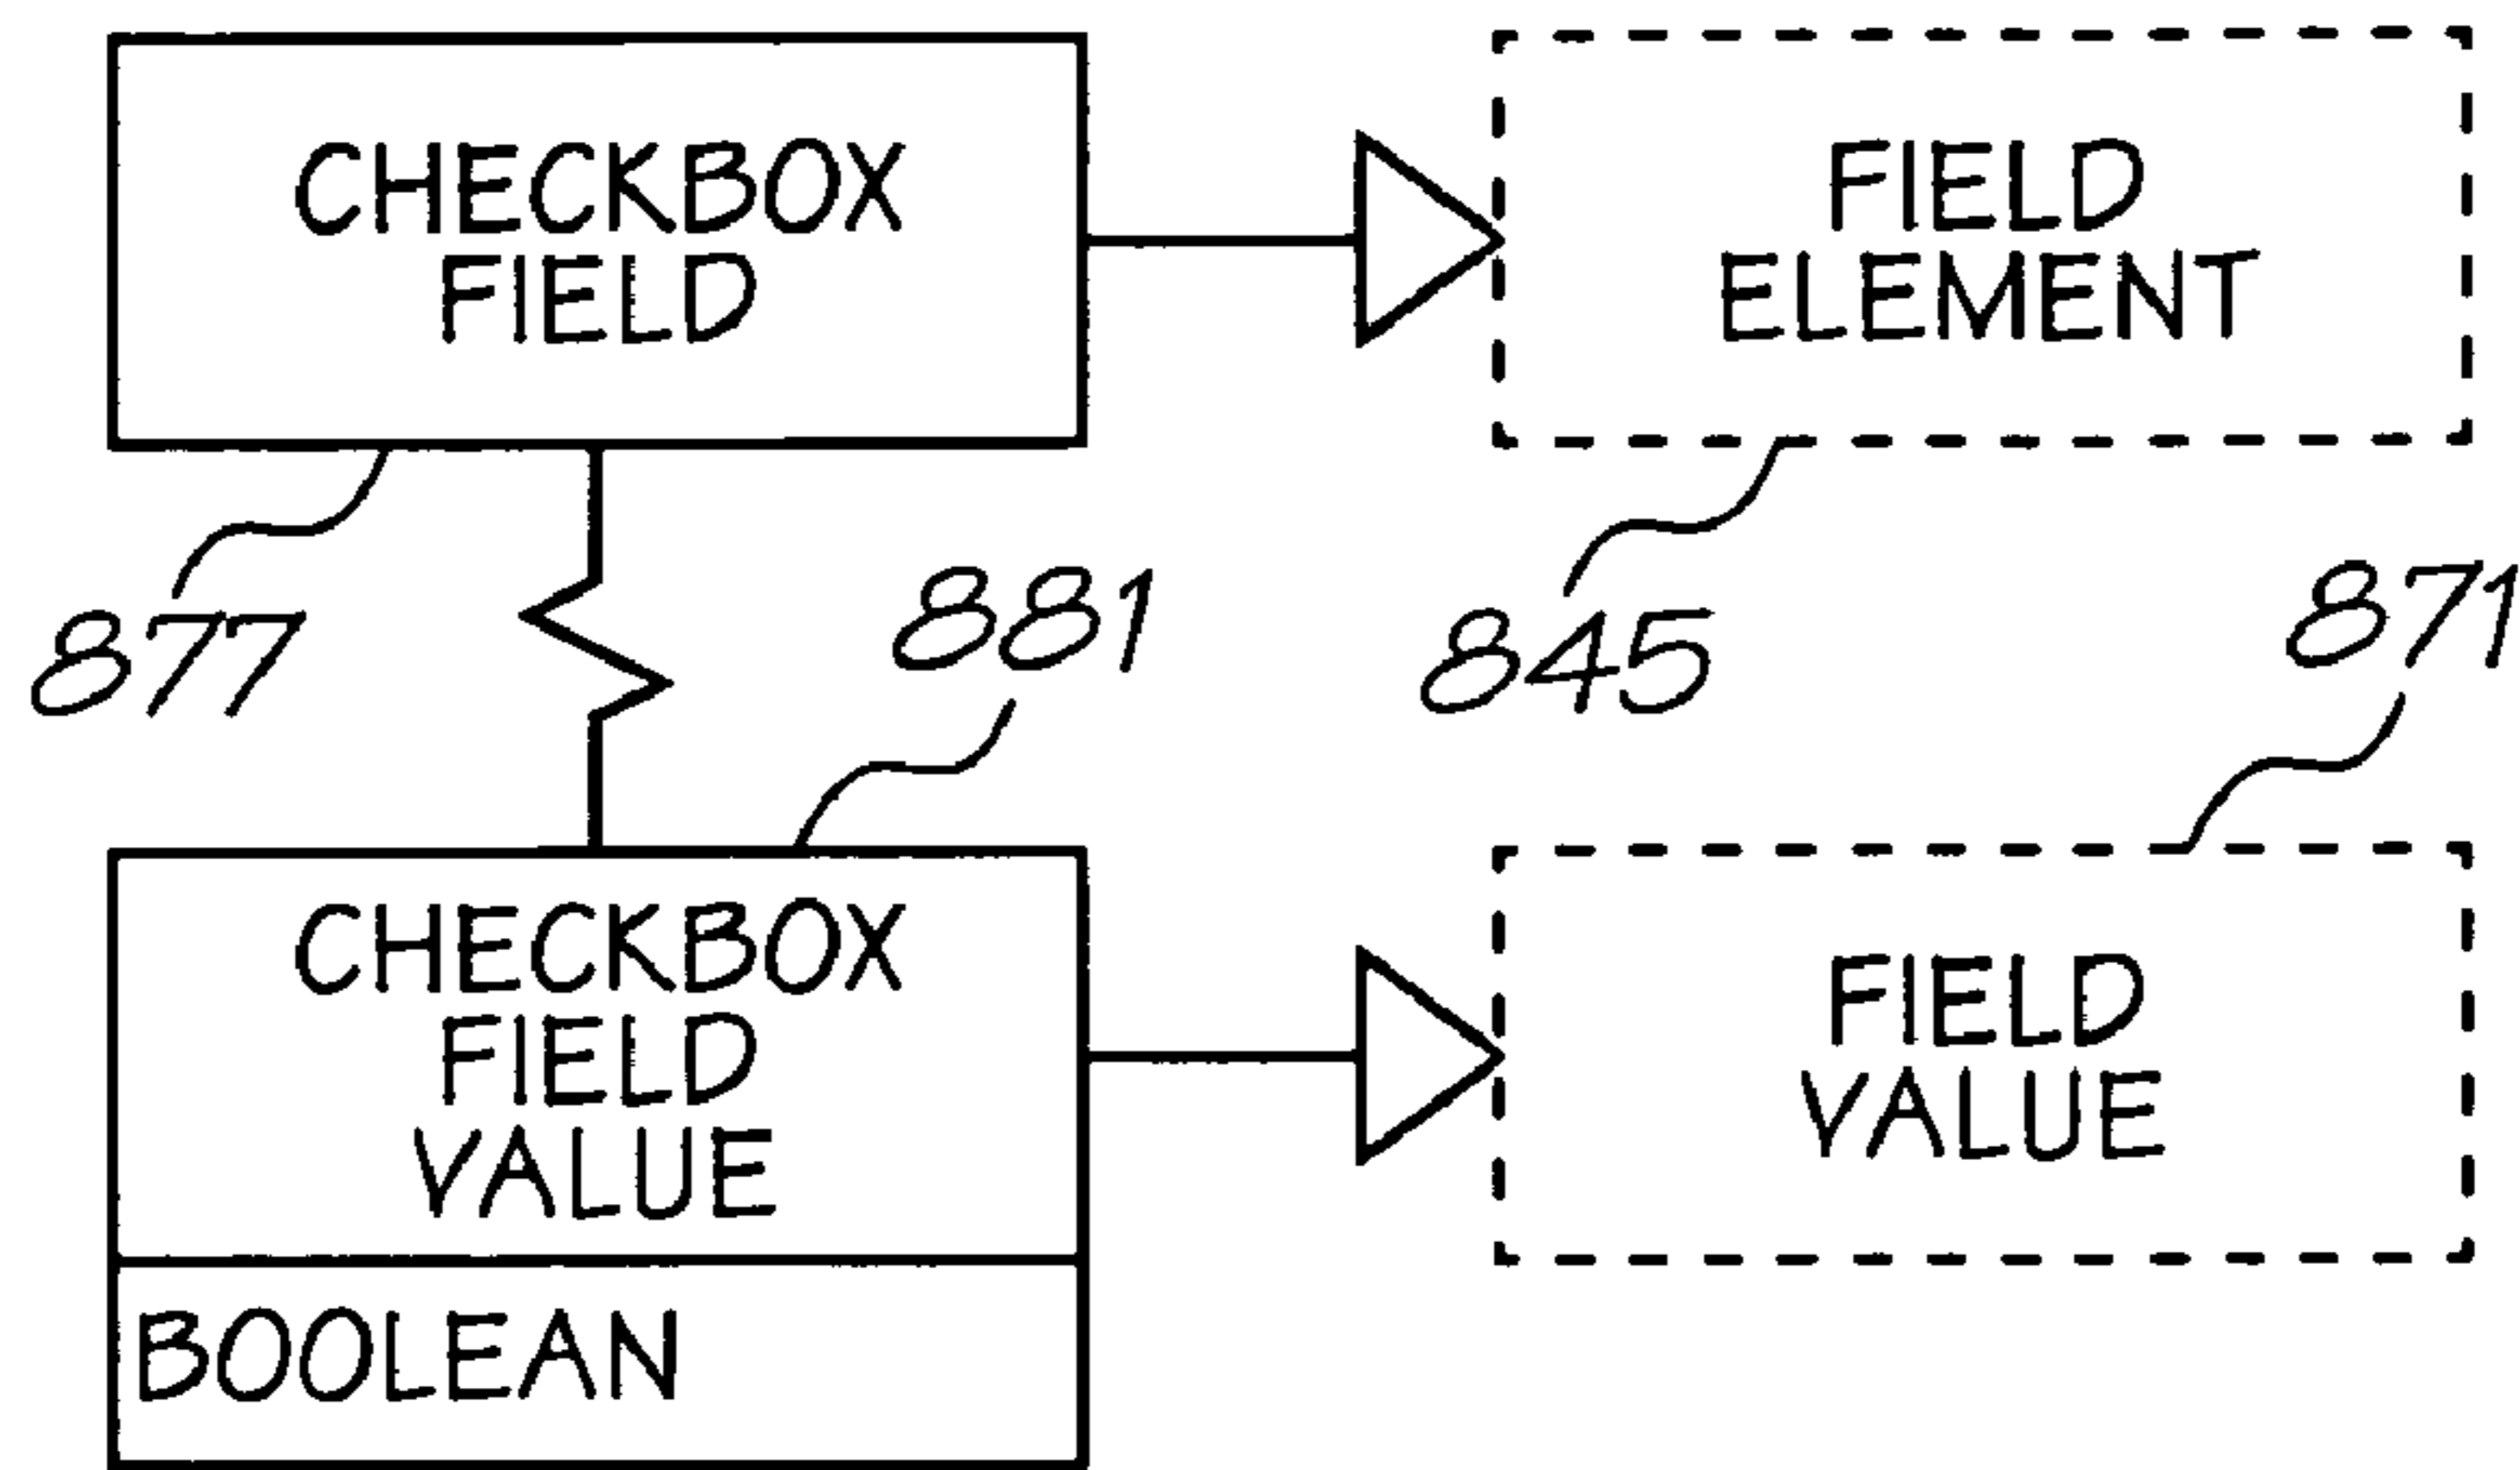 CHECKBOX
FIELD
FIELD
ELEMENT
877
881
845
871
CHECKBOX
FIELD
VALUE
BOOLEAN
FIELD
VALUE